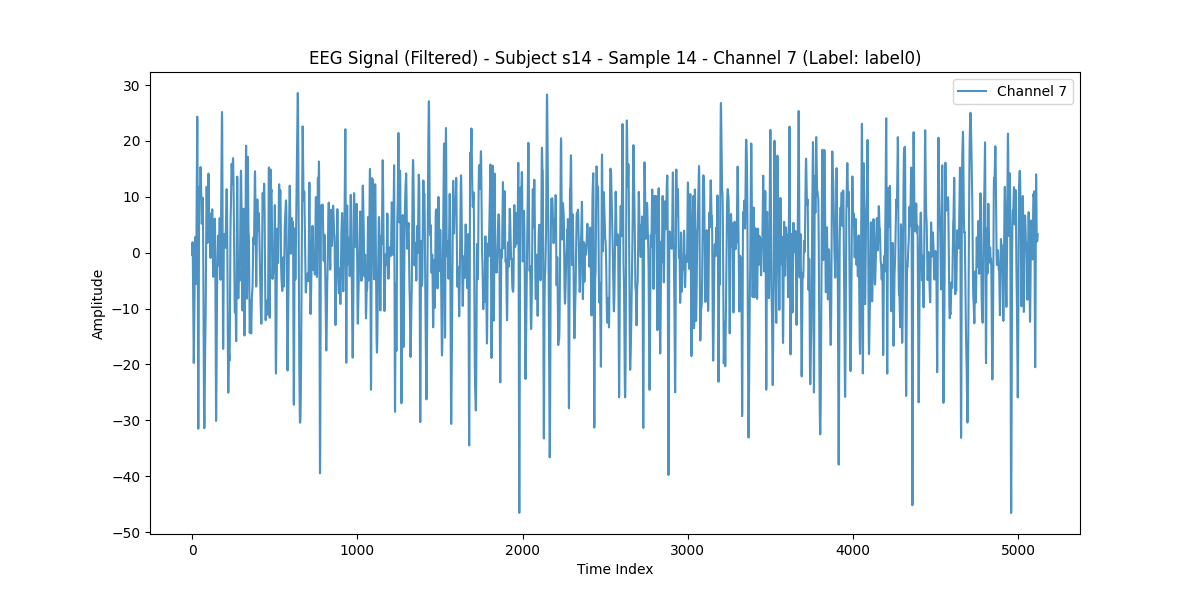 EEG Signal (Filtered) - Subject s14 - Sample 14 - Channel 7 (Label: label0)
Channel 7
30
20
10
0
−10
−20
−30
−40
−50
Amplitude
0 1000 2000 3000 4000 5000
Time Index